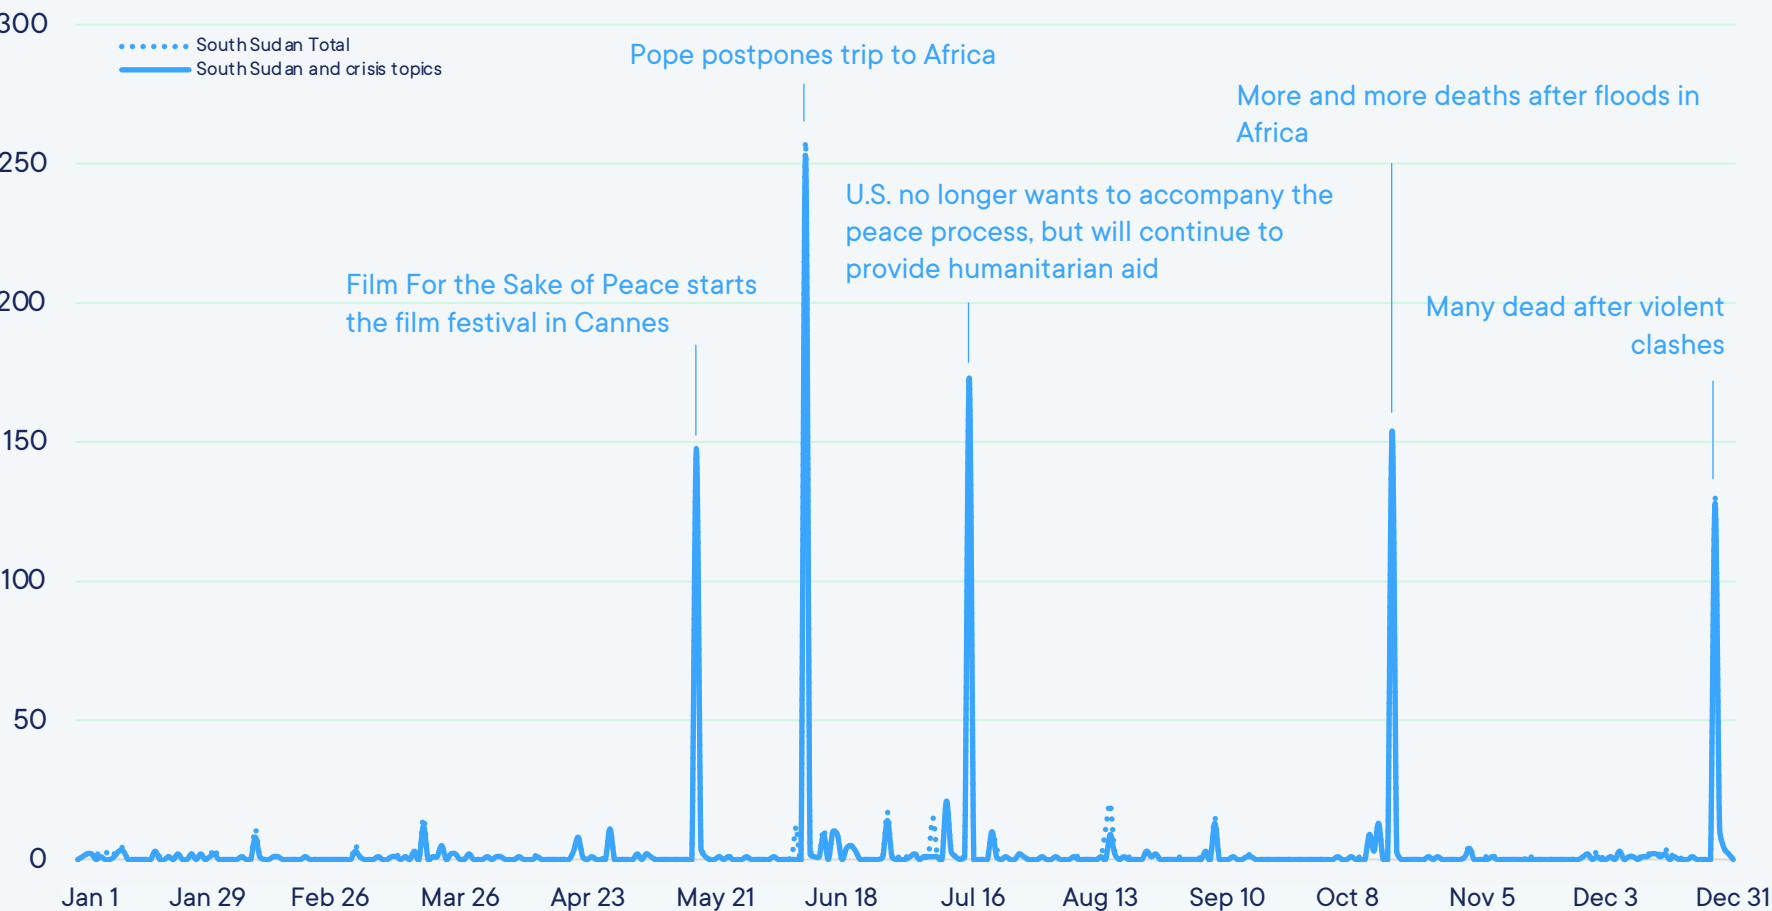 300
South Sudan Total
South Sudan and crisis topics
Pope postpones trip to Africa
More and more deaths after floods in
Africa
250
U.S. no longer wants to accompany the
peace process, but will continue to
provide humanitarian aid
Film For the Sake of Peace starts
the film festival in Cannes
200
Many dead after violent
clashes
150
100
50
0
Jan 1 Jan 29 Feb 26 Mar 26 Apr 23 May 21 Jun 18 Jul 16 Aug 13 Sep 10 Oct 8 Nov 5 Dec 3 Dec 31